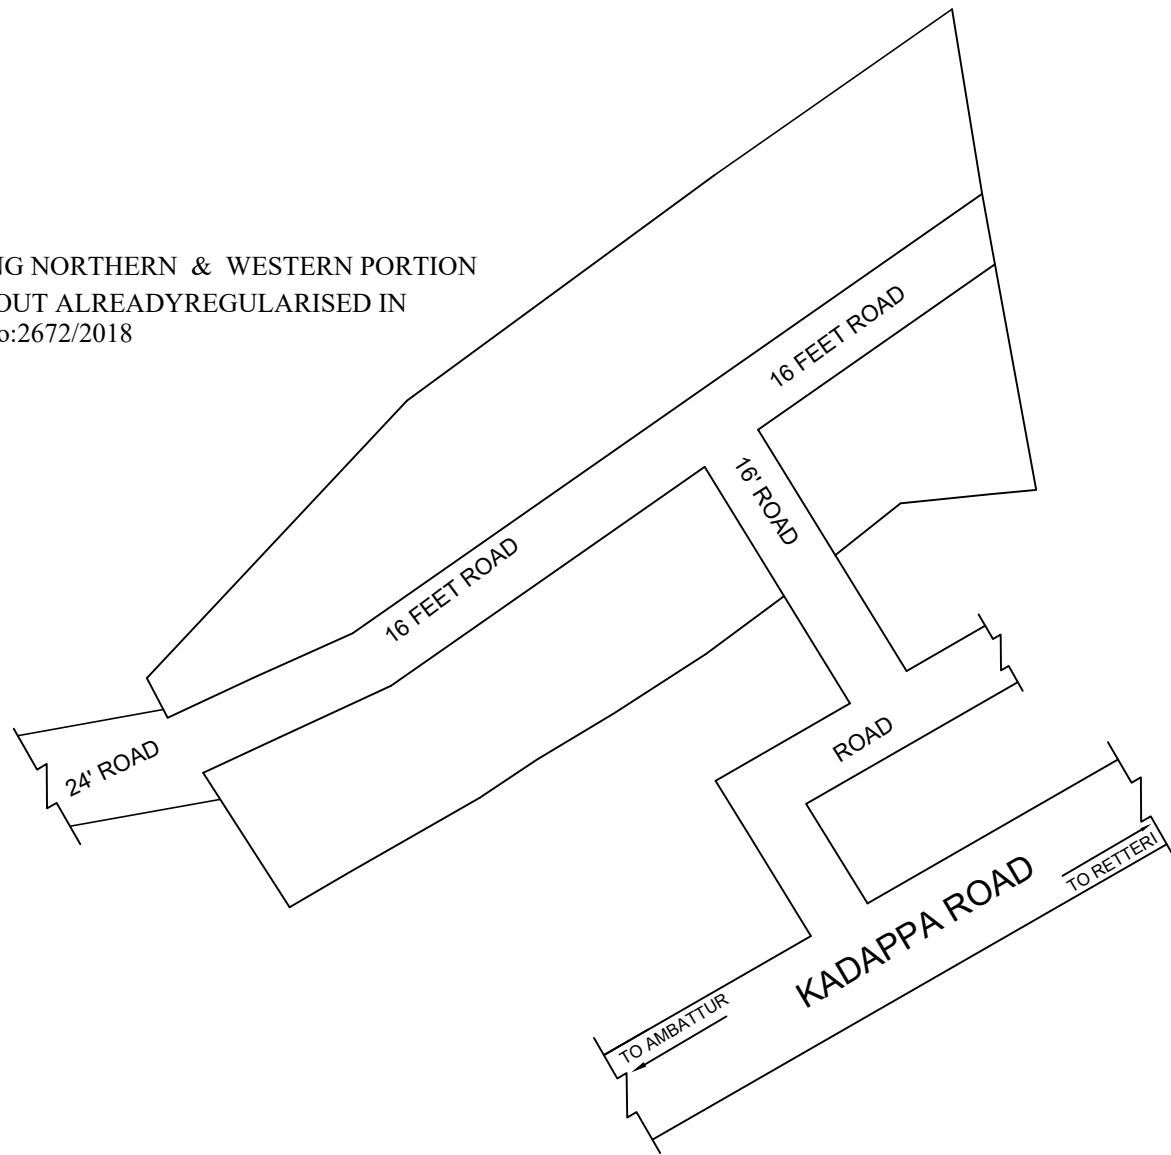 NG NORTHERN & WESTERN PORTION
OUT ALREADYREGULARISED IN
o:2672/2018
16 FEET ROAD
16' ROAD
16 FEET ROAD
24' ROAD
ROAD
KADAPPA ROAD
TO RETTERI
TO AMBATTUR